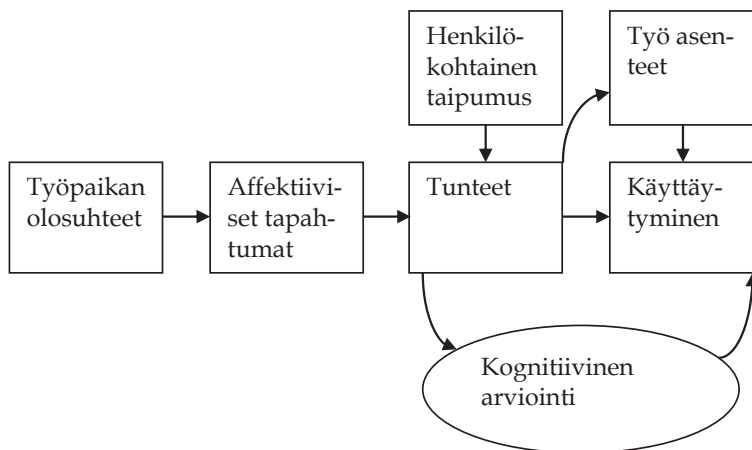 Henkilö-
kohtainen
taipumus
Työ asen-
teet
Työpaikan
olosuhteet
Affektiivi-
set tapah-
tumat
Tunteet
Käyttäy-
tyminen
Kognitiivinen
arviointi